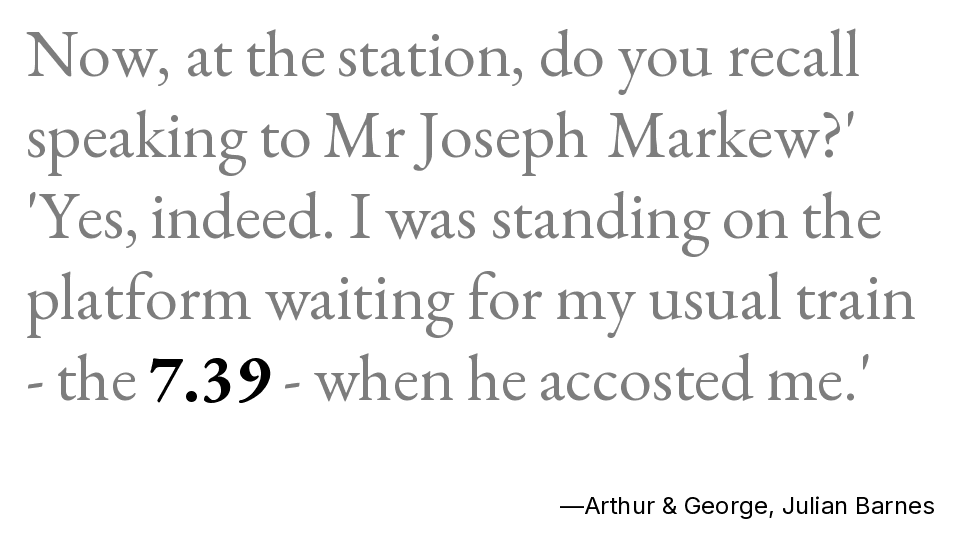 Now, at the station, do you recall
speaking to Mr Joseph Markew?'
'Yes, indeed. I was standing on the
platform waiting for my usual train
- the 7.39 - when he accosted me.'
—Arthur & George, Julian Barnes